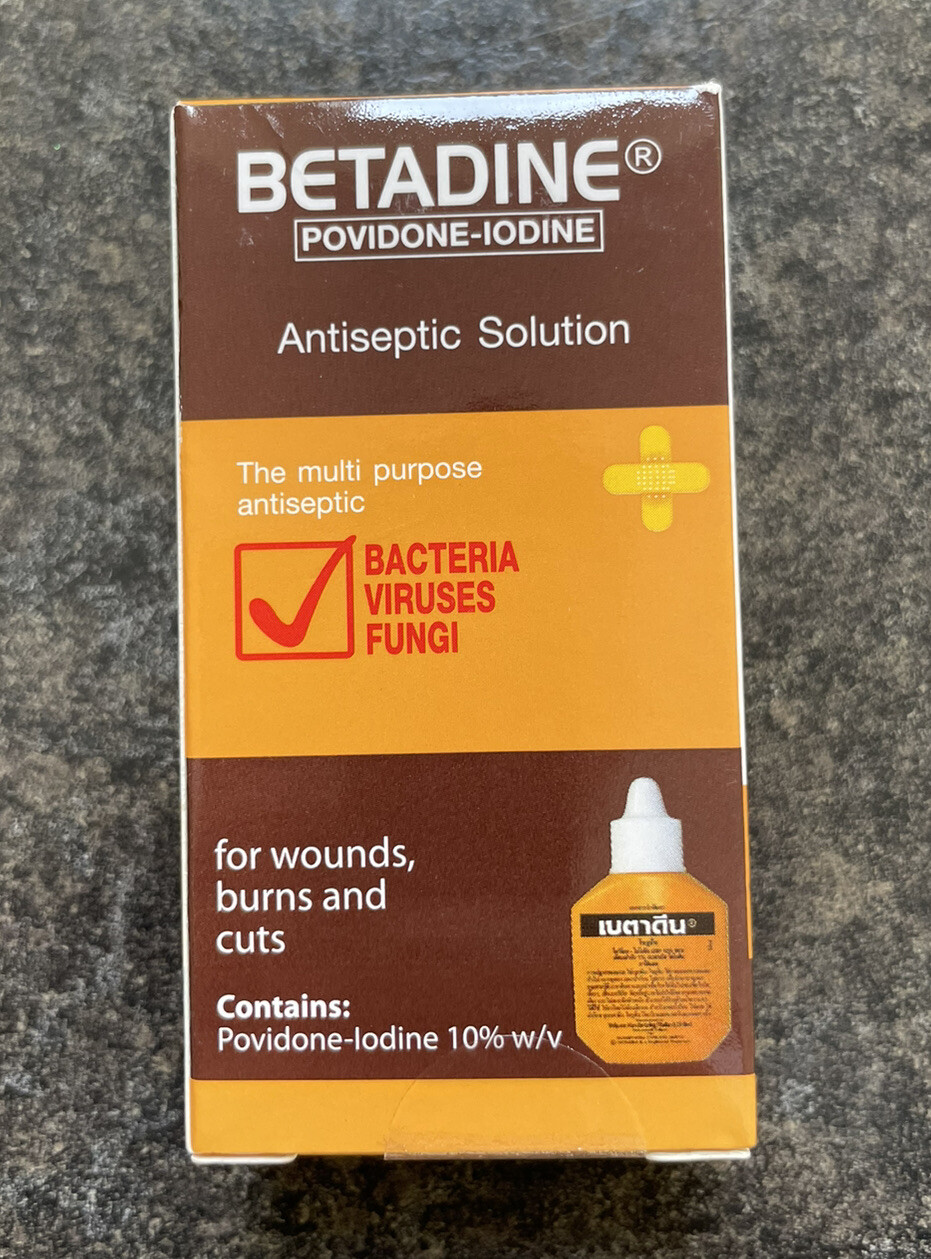 BETADINE®
POVIDONE-IODINE
Antiseptic Solution
The multi purpose
antiseptic
BACTERIA
VIRUSES
FUNGI
for wounds,
burns and
cuts
Contains:
Povidone-Iodine 10% w/v
เบตาดีน®